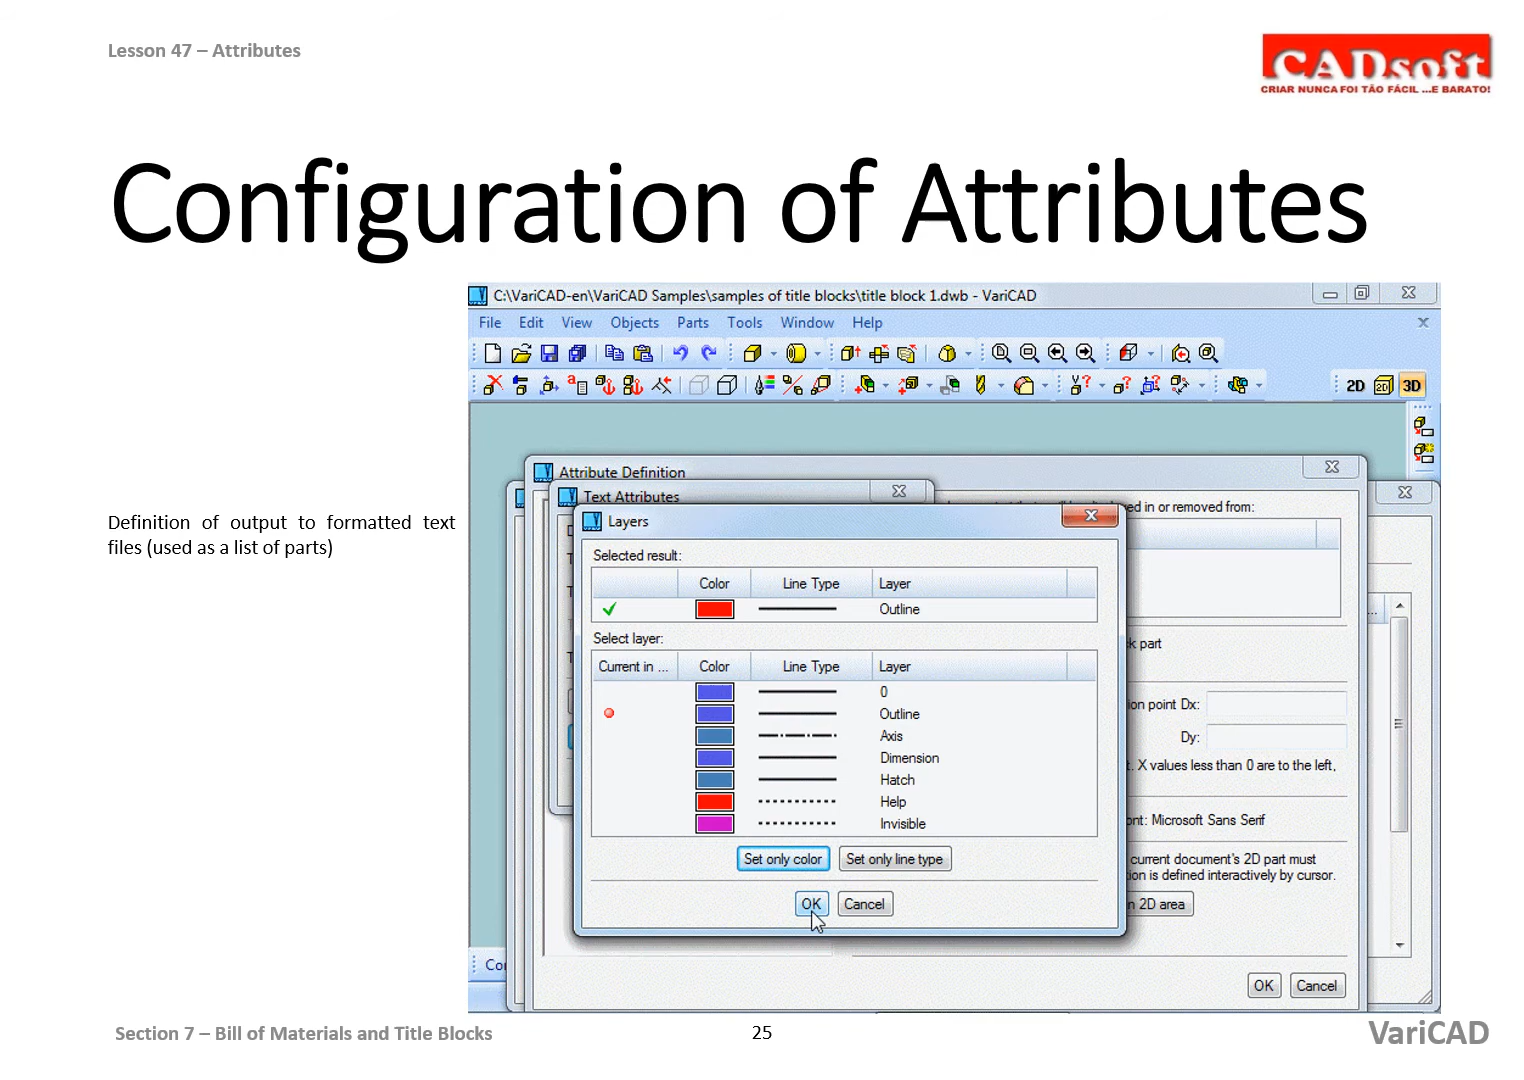 Lesson 47 – Attributes
CADsoft
CRIAR NUNCA FOI TÃO FÁCIL ...E BARATO!
Configuration of Attributes
Definition of output to formatted text
files (used as a list of parts)
C:\VariCAD-en\VariCAD Samples\samples of title blocks\title block 1.dwb - VariCAD
File Edit View Objects Parts Tools Window Help
2D 2D 3D
Attribute Definition
Text Attributes
ed in or removed from:
Layers
Selected result:
Color Line Type Layer
Outline
Select layer:
Current in ... Color Line Type Layer
0
Outline
Axis
Dimension
Hatch
Help
Invisible
Set only color Set only line type
OK Cancel
k part
ion point Dx:
Dy:
t. X values less than 0 are to the left,
ont: Microsoft Sans Serif
current document's 2D part must
tion is defined interactively by cursor.
n 2D area
...
Cor
OK Cancel
Section 7 – Bill of Materials and Title Blocks
25
VariCAD